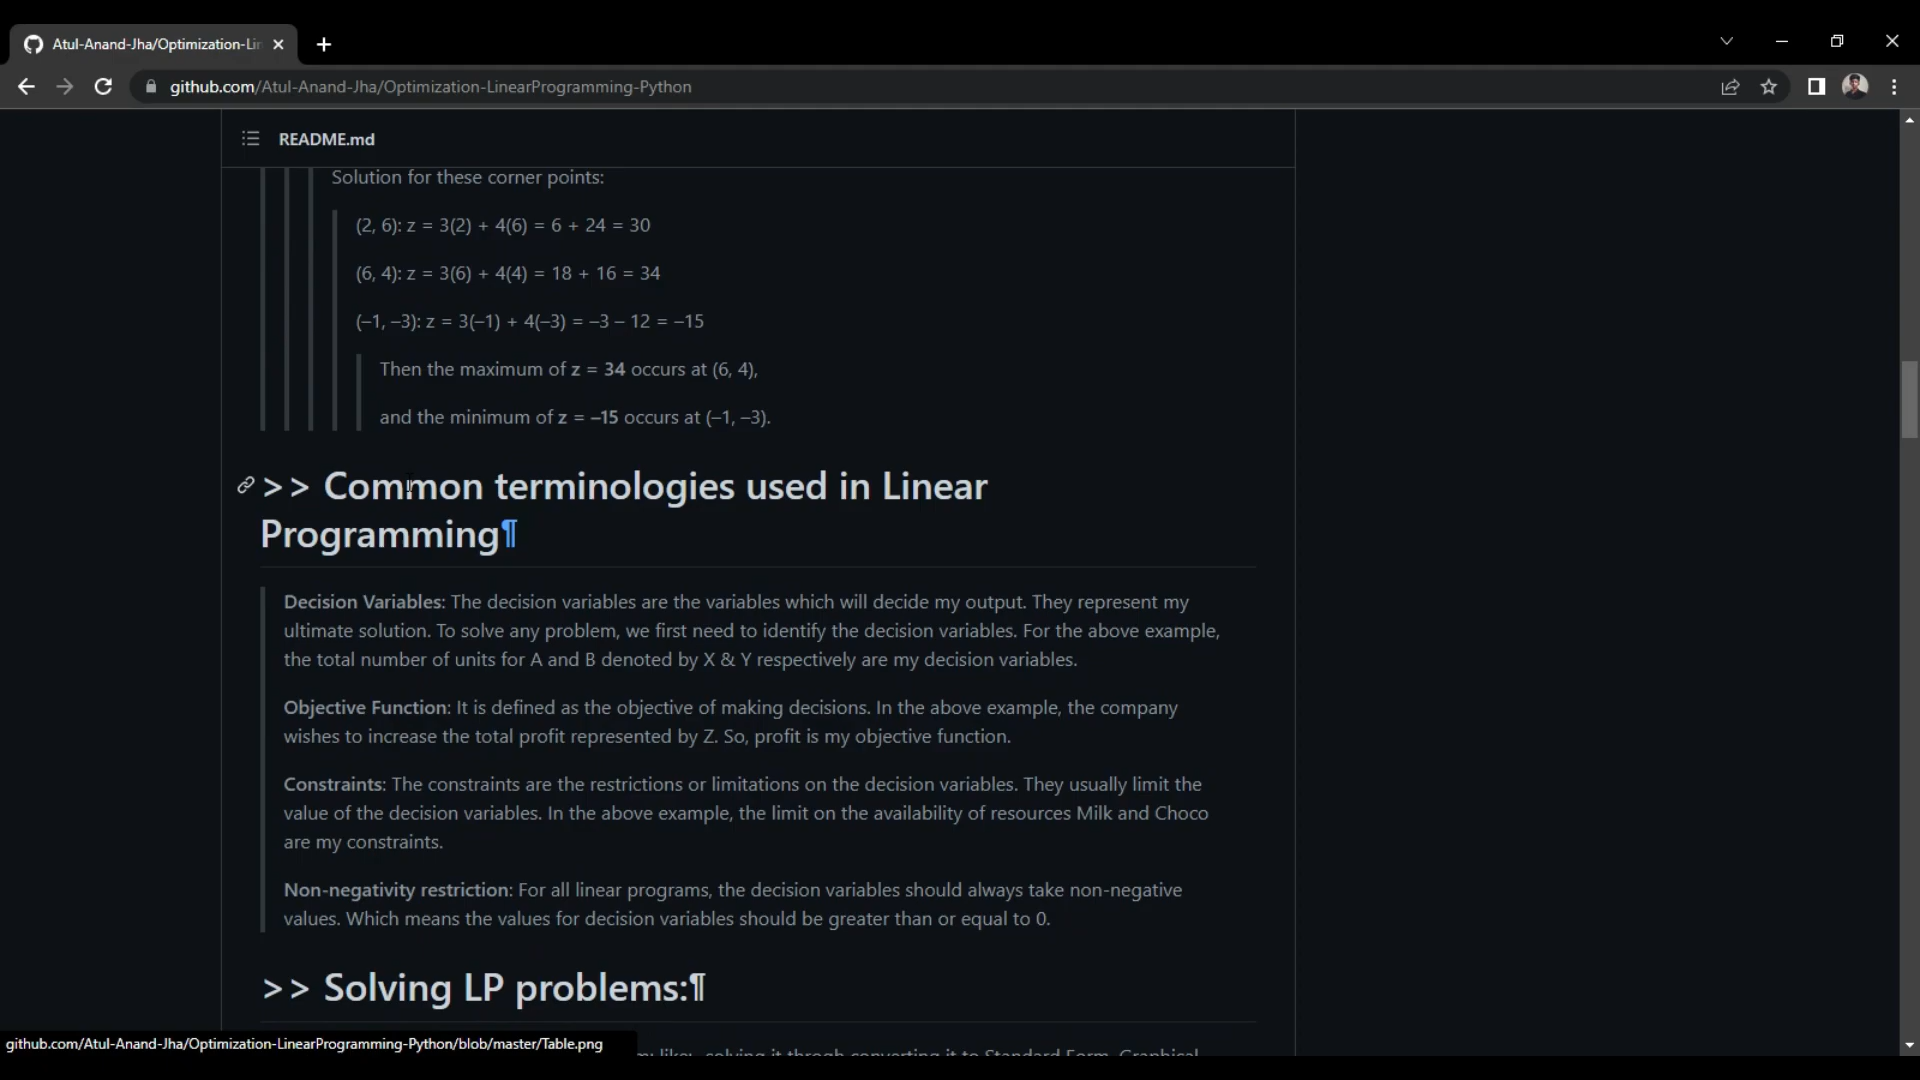 Atul-Anand-Jha/Optimization-Lin
github.com/Atul-Anand-Jha/Optimization-LinearProgramming-Python
README.md
Solution for these corner points:
(2, 6): z = 3(2) + 4(6) = 6 + 24 = 30
(6, 4): z = 3(6) + 4(4) = 18 + 16 = 34
(–1, –3): z = 3(–1) + 4(–3) = –3 – 12 = –15
Then the maximum of z = 34 occurs at (6, 4),
and the minimum of z = –15 occurs at (–1, –3).
>> Common terminologies used in Linear
Programming¶
Decision Variables: The decision variables are the variables which will decide my output. They represent my
ultimate solution. To solve any problem, we first need to identify the decision variables. For the above example,
the total number of units for A and B denoted by X & Y respectively are my decision variables.
Objective Function: It is defined as the objective of making decisions. In the above example, the company
wishes to increase the total profit represented by Z. So, profit is my objective function.
Constraints: The constraints are the restrictions or limitations on the decision variables. They usually limit the
value of the decision variables. In the above example, the limit on the availability of resources Milk and Choco
are my constraints.
Non-negativity restriction: For all linear programs, the decision variables should always take non-negative
values. Which means the values for decision variables should be greater than or equal to 0.
>> Solving LP problems:¶
github.com/Atul-Anand-Jha/Optimization-LinearProgramming-Python/blob/master/Table.png
like:- solving it throgh converting it to Standard Form, Graphical